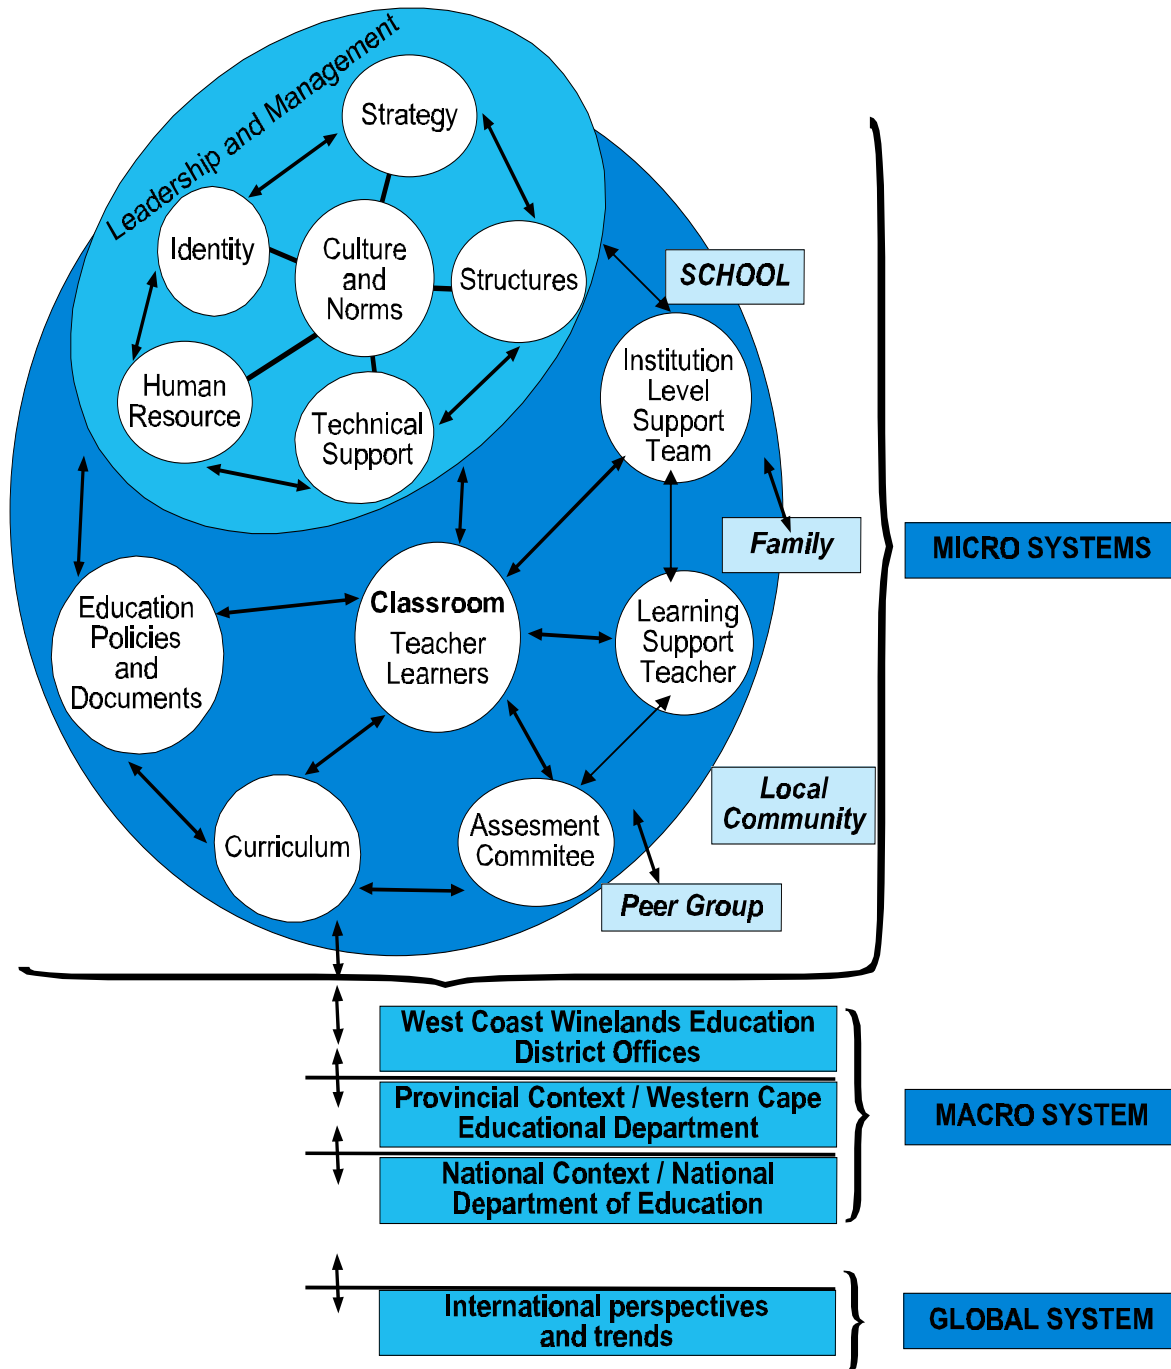 Leadership and Management
Strategy
Identity
Culture
and
Norms
Structures
SCHOOL
Human
Resource
Technical
Support
Institution
Level
Support
Team
Family
MICRO SYSTEMS
Education
Policies
and
Documents
Classroom
Teacher
Learners
Learning
Support
Teacher
Local
Community
Curriculum
Assesment
Commitee
Peer Group
West Coast Winelands Education
District Offices
Provincial Context / Western Cape
Educational Department
MACRO SYSTEM
National Context / National
Department of Education
International perspectives
and trends
GLOBAL SYSTEM